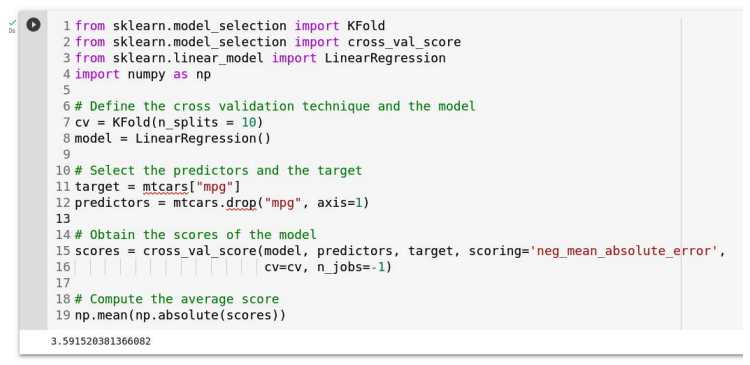 0s
1 from sklearn.model_selection import KFold
2 from sklearn.model_selection import cross_val_score
3 from sklearn.linear_model import LinearRegression
4 import numpy as np
5
6 # Define the cross validation technique and the model
7 cv = KFold(n_splits = 10)
8 model = LinearRegression()
9
10 # Select the predictors and the target
11 target = mtcars["mpg"]
12 predictors = mtcars.drop("mpg", axis=1)
13
14 # Obtain the scores of the model
15 scores = cross_val_score(model, predictors, target, scoring='neg_mean_absolute_error',
16                          cv=cv, n_jobs=-1)
17
18 # Compute the average score
19 np.mean(np.absolute(scores))
3.591520381366082